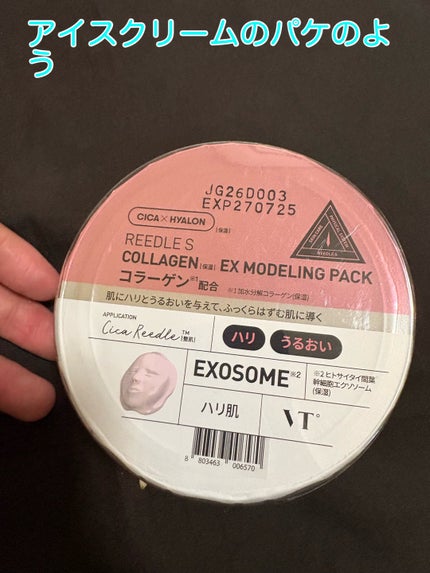 アイスクリームのパケのよ
う
JG26D003
EXP270725
CICA×HYALON [保湿]
REEDLE S
COLLAGEN [保湿] EX MODELING PACK
コラーゲン※1配合 ※1加水分解コラーゲン(保湿)
肌にハリとうるおいを与えて、ふっくらはずむ肌に導く
APPLICATION
Cica Reedle™ [整肌]
ハリ うるおい
EXOSOME※2
※2ヒトサイタイ間葉
幹細胞エクソソーム
(保湿)
ハリ肌
VT°
8 803463 006570